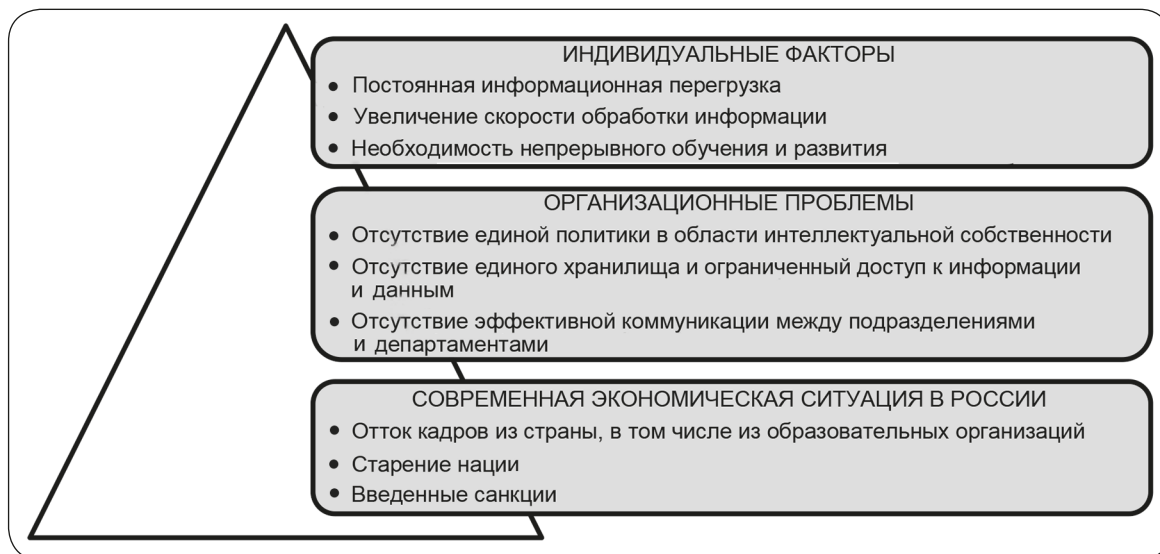 ИНДИВИДУАЛЬНЫЕ ФАКТОРЫ
• Постоянная информационная перегрузка
• Увеличение скорости обработки информации
• Необходимость непрерывного обучения и развития
ОРГАНИЗАЦИОННЫЕ ПРОБЛЕМЫ
• Отсутствие единой политики в области интеллектуальной собственности
• Отсутствие единого хранилища и ограниченный доступ к информации
и данным
• Отсутствие эффективной коммуникации между подразделениями
и департаментами
СОВРЕМЕННАЯ ЭКОНОМИЧЕСКАЯ СИТУАЦИЯ В РОССИИ
• Отток кадров из страны, в том числе из образовательных организаций
• Старение нации
• Введенные санкции